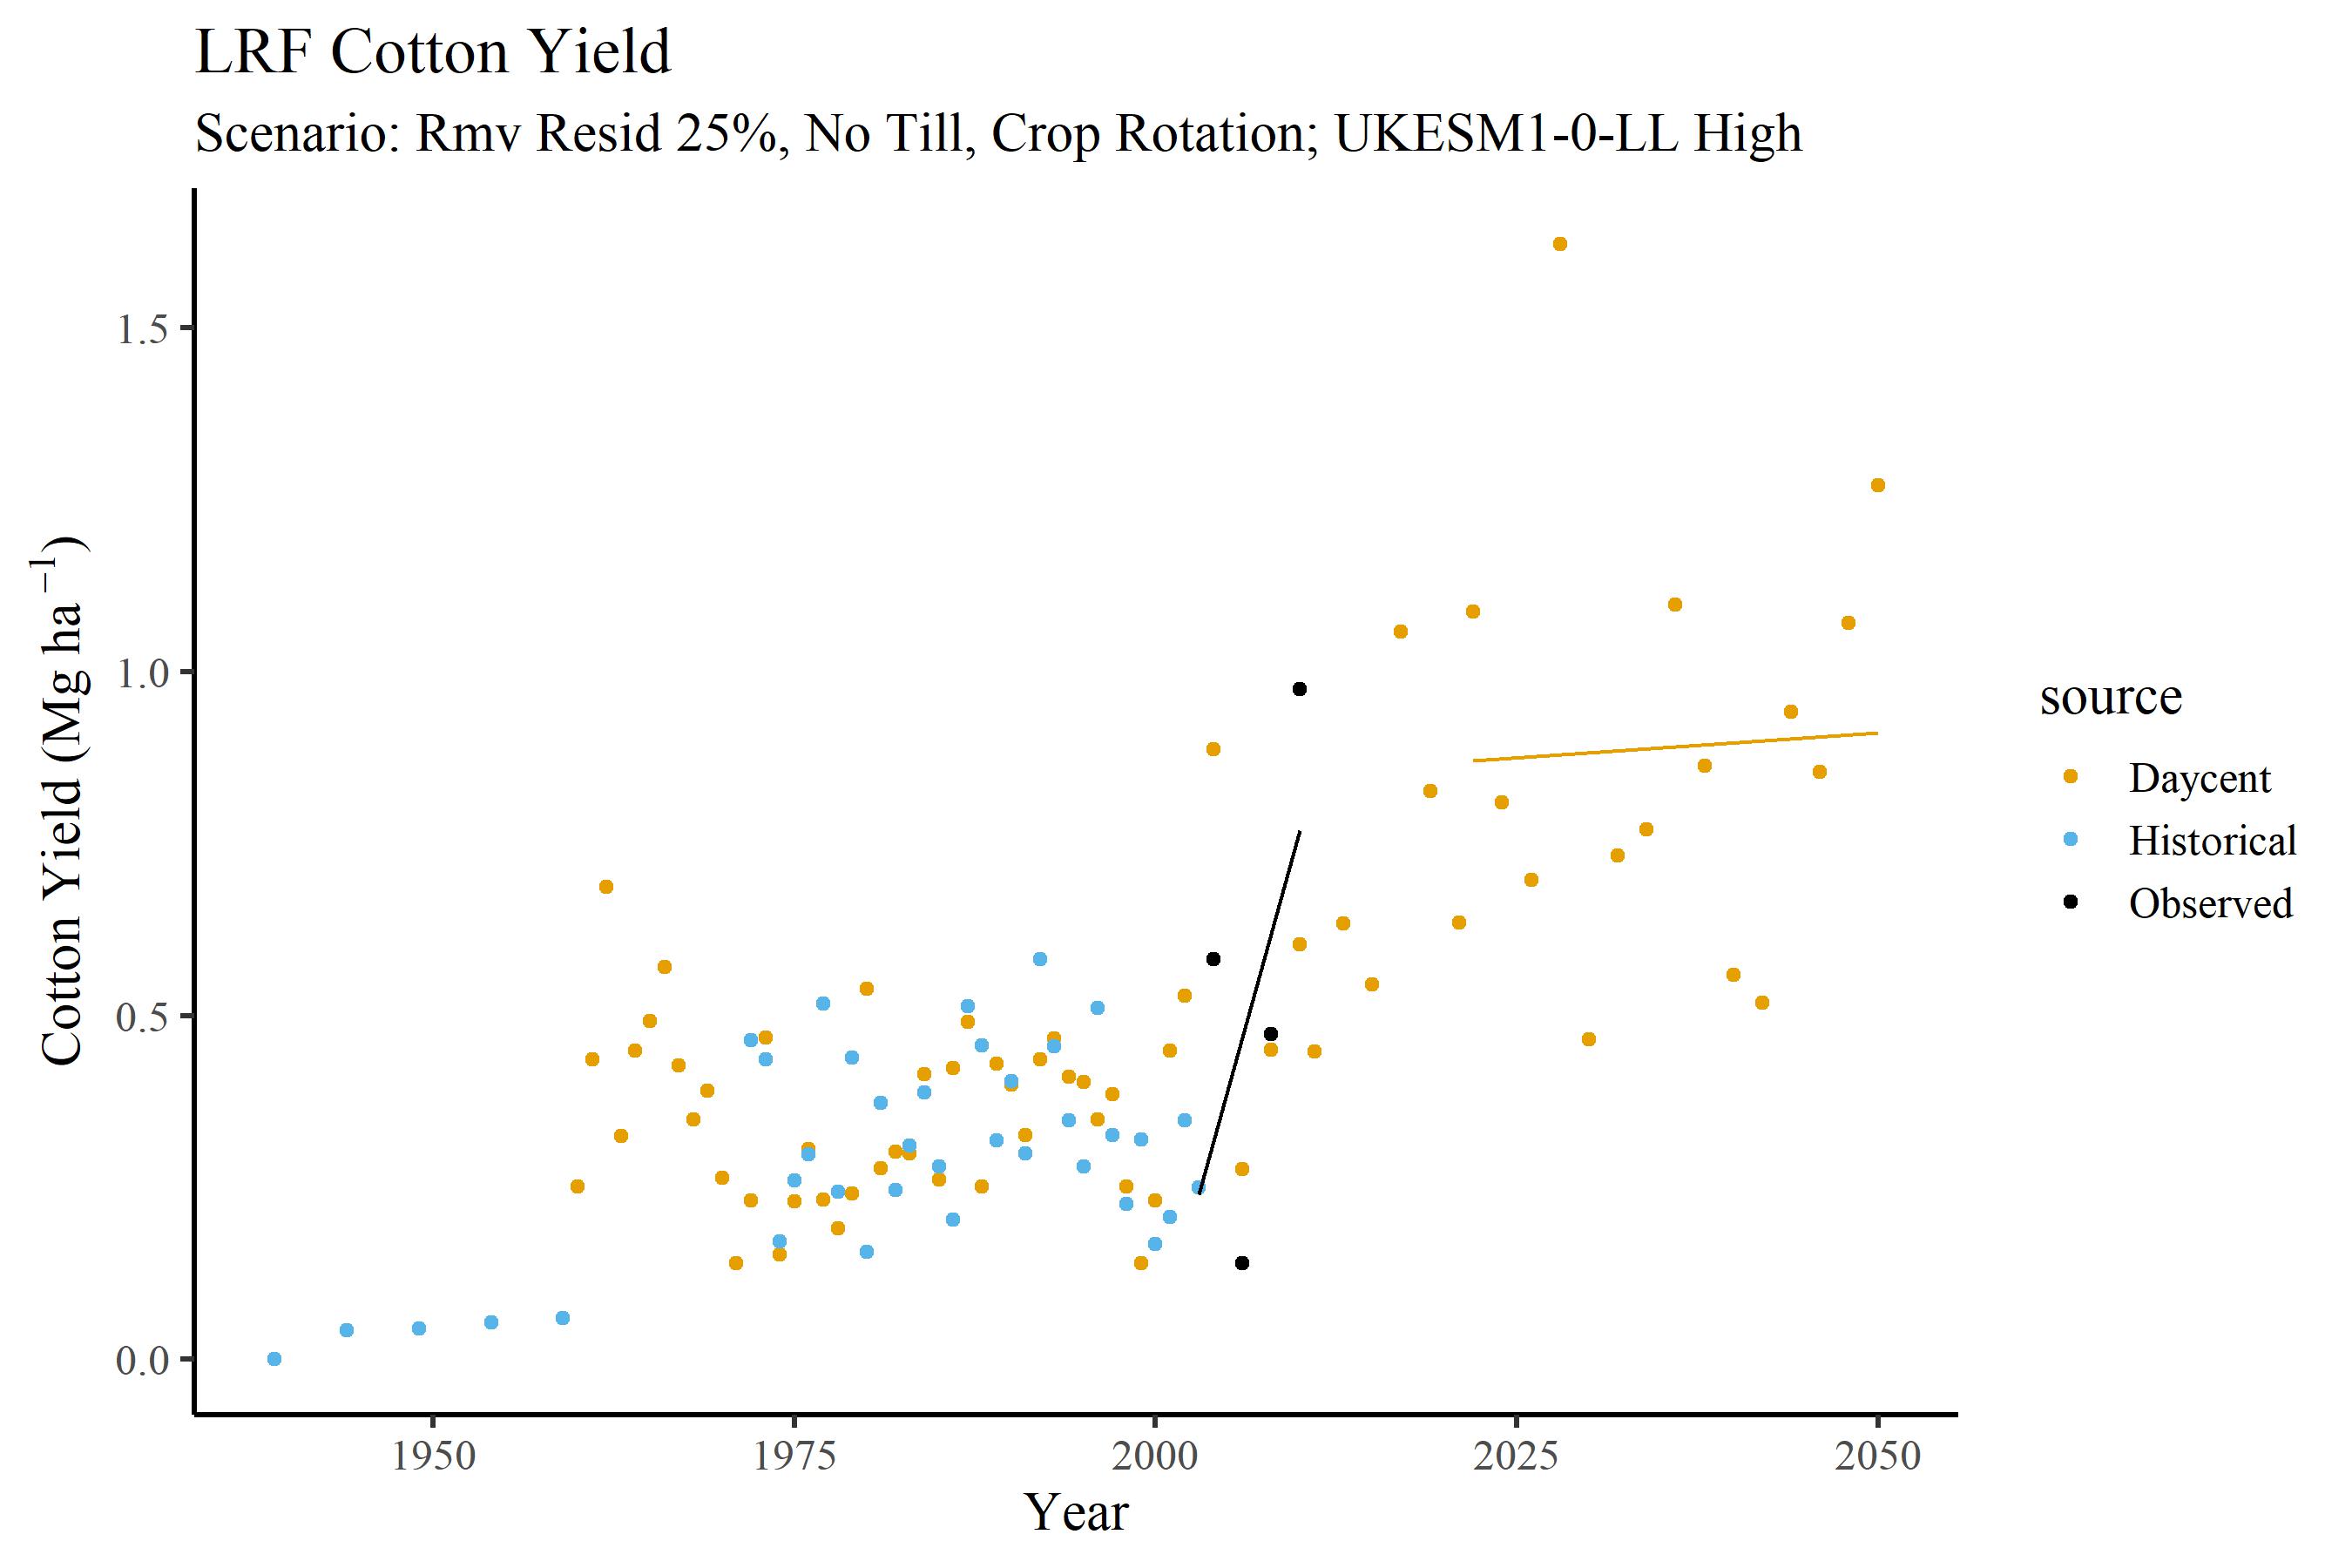 LRF Cotton Yield
Scenario: Rmv Resid 25%, No Till, Crop Rotation; UKESM1-0-LL High
Cotton Yield (Mg ha⁻¹)
1.5
1.0
0.5
0.0
1950 1975 2000 2025 2050
Year
source
Daycent
Historical
Observed